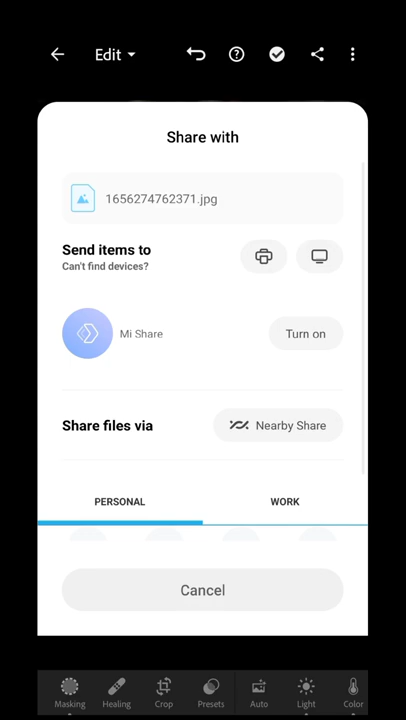 Edit
Share with
1656274762371.jpg
Send items to
Can't find devices?
Mi Share
Turn on
Share files via
Nearby Share
PERSONAL
WORK
Cancel
Masking
Healing
Crop
Presets
Auto
Light
Color